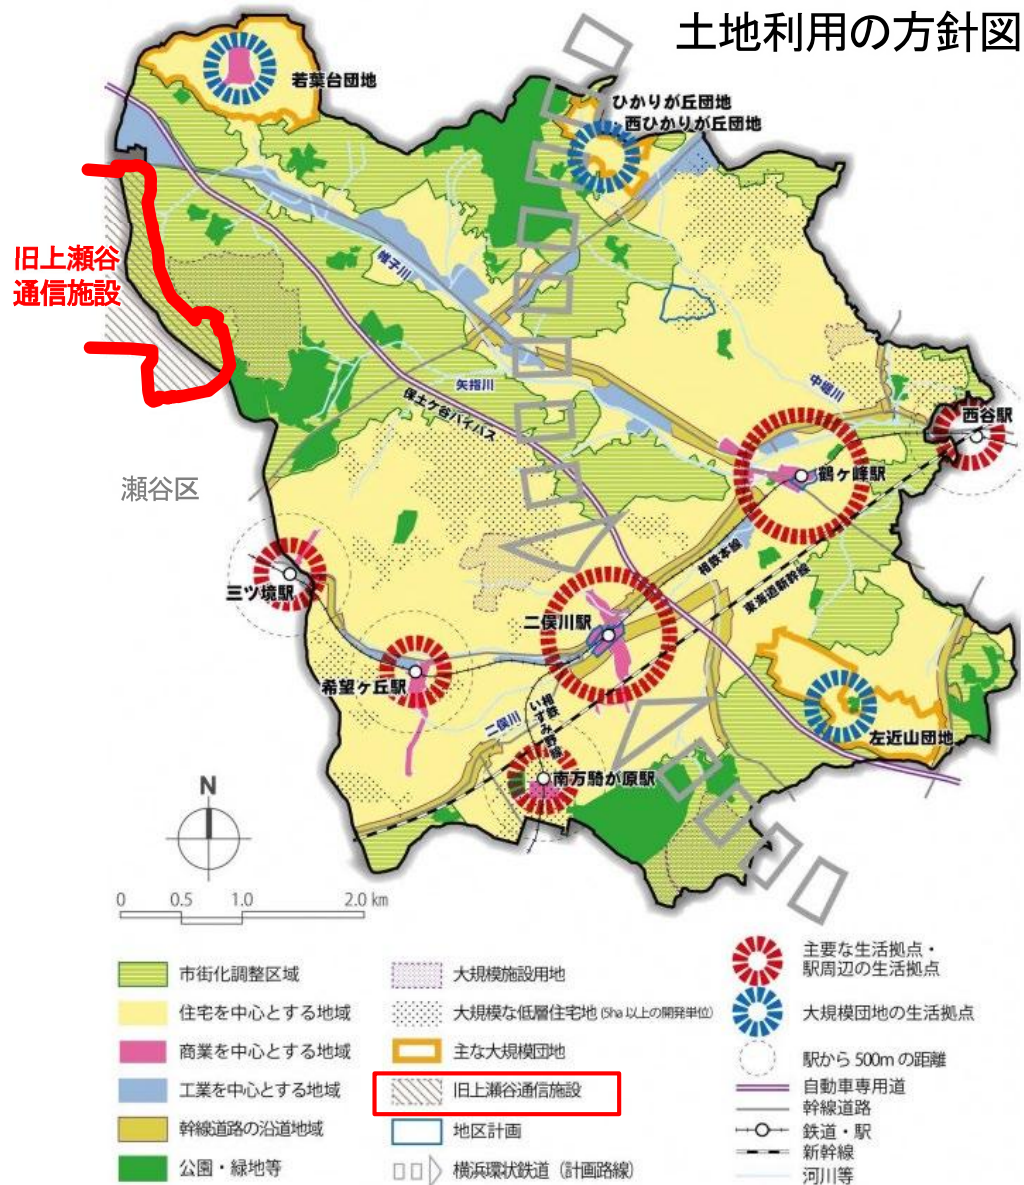 土地利用の方針図
若葉台団地
ひかりが丘団地
・西ひかりが丘団地
旧上瀬谷
通信施設
帷子川
矢指川
保土ケ谷バイパス
中堀川
西谷駅
鶴ヶ峰駅
瀬谷区
相鉄本線
東海道新幹線
三ツ境駅
二俣川駅
希望ヶ丘駅
二俣川
相鉄
いずみ野線
左近山団地
南万騎が原駅
N
0 0.5 1.0 2.0 km
市街化調整区域
住宅を中心とする地域
商業を中心とする地域
工業を中心とする地域
幹線道路の沿道地域
公園・緑地等
大規模施設用地
大規模な低層住宅地 (5ha 以上の開発単位)
主な大規模団地
旧上瀬谷通信施設
地区計画
横浜環状鉄道 (計画路線)
主要な生活拠点・
駅周辺の生活拠点
大規模団地の生活拠点
駅から 500m の距離
自動車専用道
幹線道路
鉄道・駅
新幹線
河川等